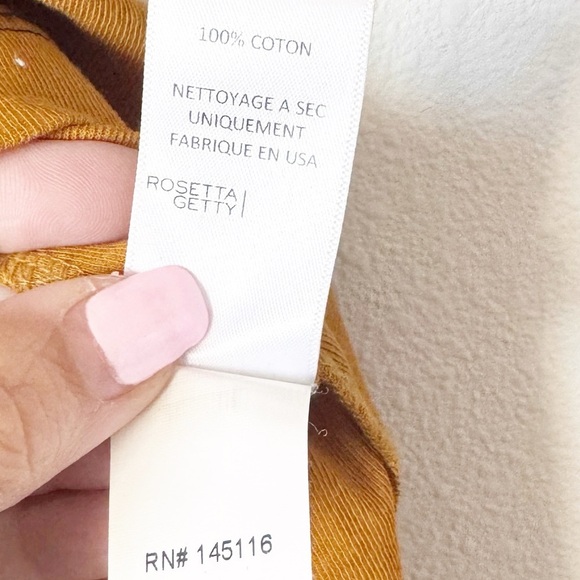 100% COTON
NETTOYAGE A SEC
UNIQUEMENT
FABRIQUE EN USA
ROSETTA
GETTY
RN# 145116